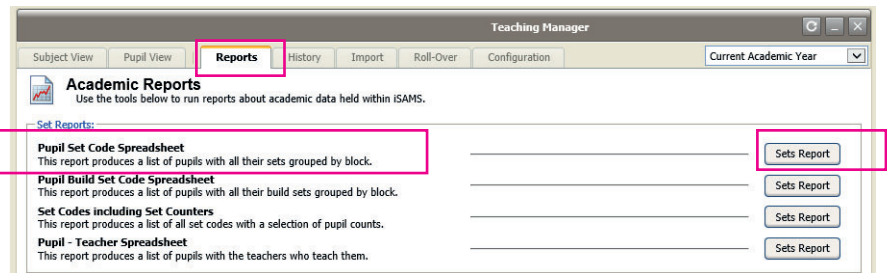 Teaching Manager
Subject View Pupil View Reports History Import Roll-Over Configuration Current Academic Year
Academic Reports
Use the tools below to run reports about academic data held within iSAMS.
Set Reports:
Pupil Set Code Spreadsheet
This report produces a list of pupils with all their sets grouped by block.
Sets Report
Pupil Build Set Code Spreadsheet
This report produces a list of pupils with all their build sets grouped by block.
Sets Report
Set Codes including Set Counters
This report produces a list of all set codes with a selection of pupil counts.
Sets Report
Pupil - Teacher Spreadsheet
This report produces a list of pupils with the teachers who teach them.
Sets Report